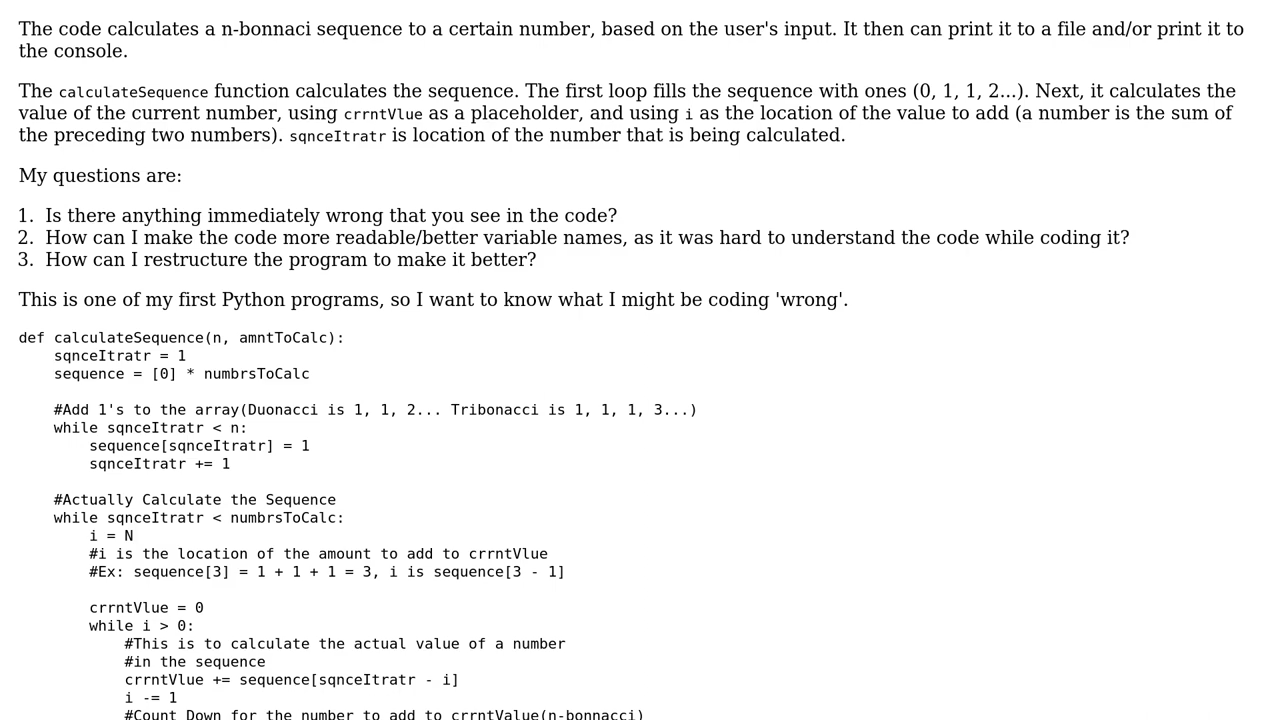 The code calculates a n-bonnaci sequence to a certain number, based on the user's input. It then can print it to a file and/or print it to
the console.
The calculateSequence function calculates the sequence. The first loop fills the sequence with ones (0, 1, 1, 2...). Next, it calculates the
value of the current number, using crrntVlue as a placeholder, and using i as the location of the value to add (a number is the sum of
the preceding two numbers). sqnceItratr is location of the number that is being calculated.
My questions are:
1. Is there anything immediately wrong that you see in the code?
2. How can I make the code more readable/better variable names, as it was hard to understand the code while coding it?
3. How can I restructure the program to make it better?
This is one of my first Python programs, so I want to know what I might be coding 'wrong'.
def calculateSequence(n, amntToCalc):
    sqnceItratr = 1
    sequence = [0] * numbrsToCalc
    #Add 1's to the array(Duonacci is 1, 1, 2... Tribonacci is 1, 1, 1, 3...)
    while sqnceItratr < n:
        sequence[sqnceItratr] = 1
        sqnceItratr += 1
    #Actually Calculate the Sequence
    while sqnceItratr < numbrsToCalc:
        i = N
        #i is the location of the amount to add to crrntVlue
        #Ex: sequence[3] = 1 + 1 + 1 = 3, i is sequence[3 - 1]
        crrntVlue = 0
        while i > 0:
            #This is to calculate the actual value of a number
            #in the sequence
            crrntVlue += sequence[sqnceItratr - i]
            i -= 1
            #Count Down for the number to add to crrntValue(n-bonnacci)